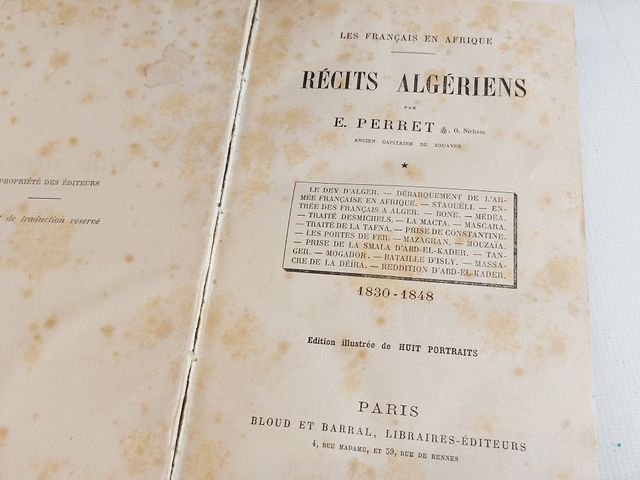 PROPRIÉTÉ DES ÉDITEURS
de traduction réservé
LES FRANÇAIS EN AFRIQUE
RÉCITS ALGÉRIENS
PAR
E. PERRET ✠, O. Nicham
ANCIEN CAPITAINE DE ZOUAVES
*
LE DEY D'ALGER. — DÉBARQUEMENT DE L'AR-
MÉE FRANÇAISE EN AFRIQUE. — STAOUËLI. — EN-
TRÉE DES FRANÇAIS A ALGER. — BONE. — MÉDÉA.
— TRAITÉ DESMICHELS. — LA MACTA. — MASCARA.
— TRAITÉ DE LA TAFNA. — PRISE DE CONSTANTINE.
— LES PORTES DE FER. — MAZAGRAN. — MOUZAÏA.
— PRISE DE LA SMALA D'ABD-EL-KADER. — TAN-
GER. — MOGADOR. — BATAILLE D'ISLY. — MASSA-
CRE DE LA DEÏRA. — REDDITION D'ABD-EL-KADER.
1830-1848
Edition illustrée de HUIT PORTRAITS
PARIS
BLOUD ET BARRAL, LIBRAIRES-ÉDITEURS
4, RUE MADAME, ET 59, RUE DE RENNES